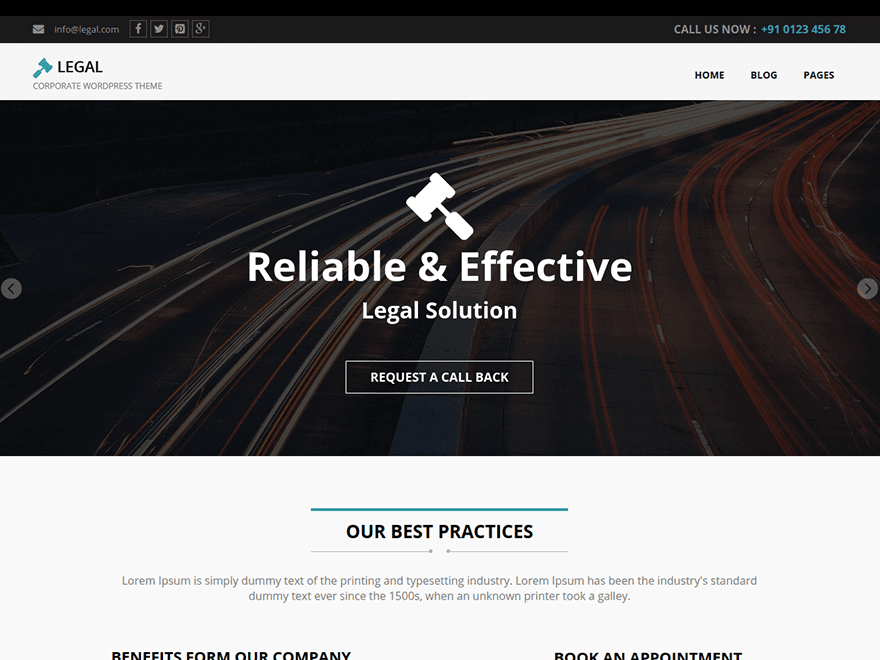 info@legal.com
CALL US NOW : +91 0123 456 78
LEGAL
CORPORATE WORDPRESS THEME
HOME BLOG PAGES
Reliable & Effective
Legal Solution
REQUEST A CALL BACK
OUR BEST PRACTICES
Lorem Ipsum is simply dummy text of the printing and typesetting industry. Lorem Ipsum has been the industry's standard
dummy text ever since the 1500s, when an unknown printer took a galley.
BENEFITS FORM OUR COMPANY
BOOK AN APPOINTMENT